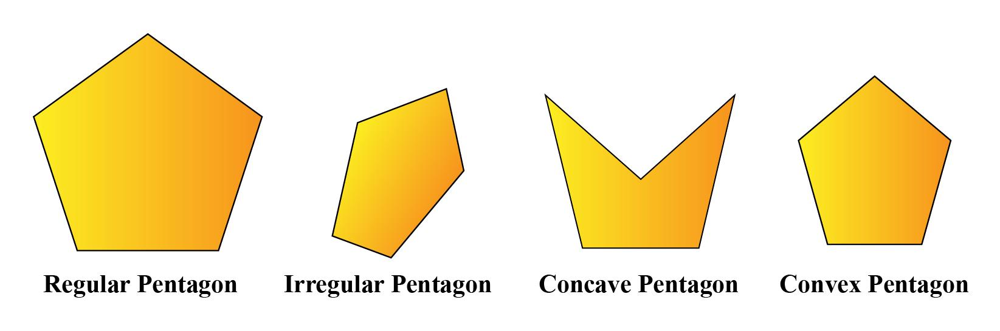 Regular Pentagon
Irregular Pentagon
Concave Pentagon
Convex Pentagon